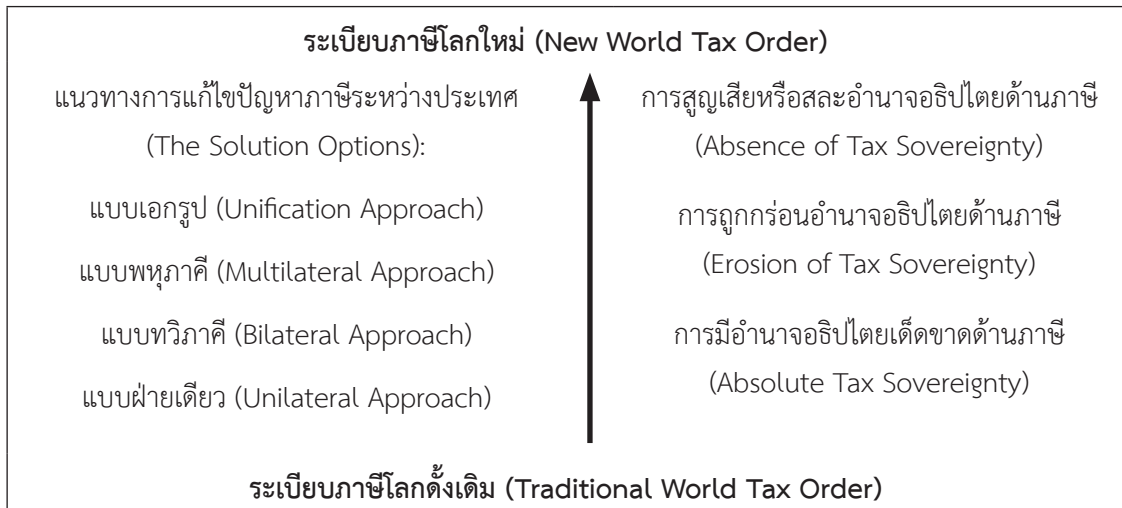 ระเบียบภาษีโลกใหม่ (New World Tax Order)
แนวทางการแก้ไขปัญหาภาษีระหว่างประเทศ
(The Solution Options):
แบบเอกรูป (Unification Approach)
แบบพหุภาคี (Multilateral Approach)
แบบทวิภาคี (Bilateral Approach)
แบบฝ่ายเดียว (Unilateral Approach)
การสูญเสียหรือสละอำนาจอธิปไตยด้านภาษี
(Absence of Tax Sovereignty)
การถูกกร่อนอำนาจอธิปไตยด้านภาษี
(Erosion of Tax Sovereignty)
การมีอำนาจอธิปไตยเด็ดขาดด้านภาษี
(Absolute Tax Sovereignty)
ระเบียบภาษีโลกดั้งเดิม (Traditional World Tax Order)